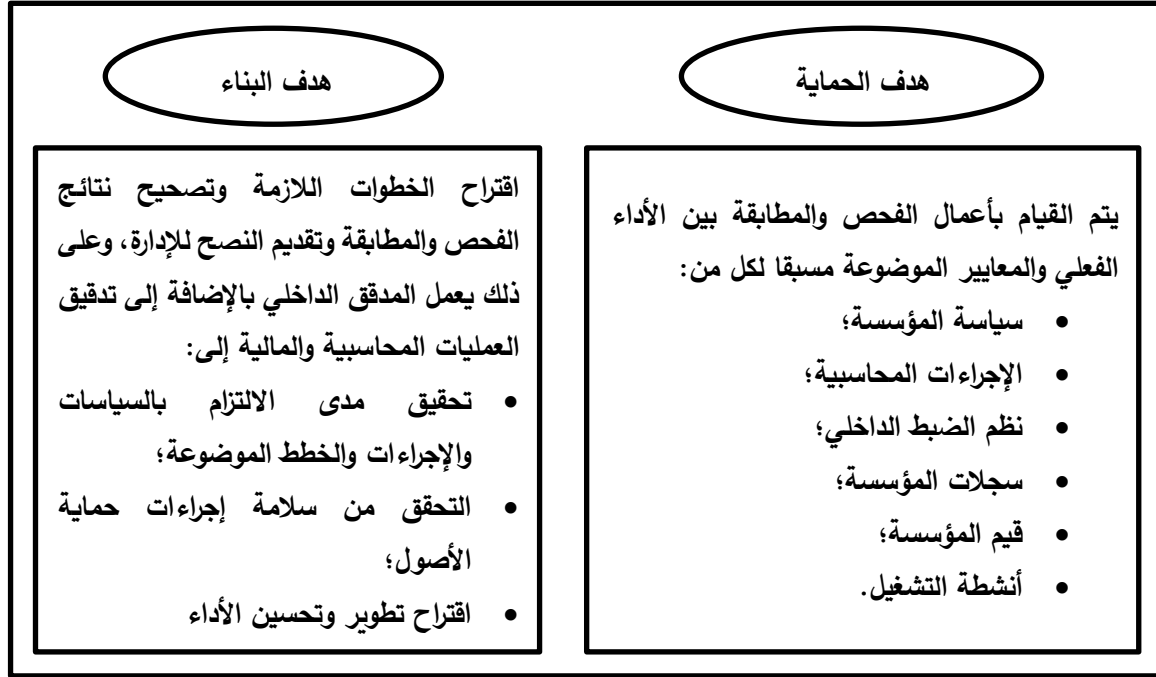 هدف الحماية
يتم القيام بأعمال الفحص والمطابقة بين الأداء
الفعلي والمعايير الموضوعة مسبقا لكل من:
• سياسة المؤسسة؛
• الإجراءات المحاسبية؛
• نظم الضبط الداخلي؛
• سجلات المؤسسة؛
• قيم المؤسسة؛
• أنشطة التشغيل.
هدف البناء
اقتراح الخطوات اللازمة وتصحيح نتائج
الفحص والمطابقة وتقديم النصح للإدارة، وعلى
ذلك يعمل المدقق الداخلي بالإضافة إلى تدقيق
العمليات المحاسبية والمالية إلى:
• تحقيق مدى الالتزام بالسياسات
والإجراءات والخطط الموضوعة؛
• التحقق من سلامة إجراءات حماية
الأصول؛
• اقتراح تطوير وتحسين الأداء